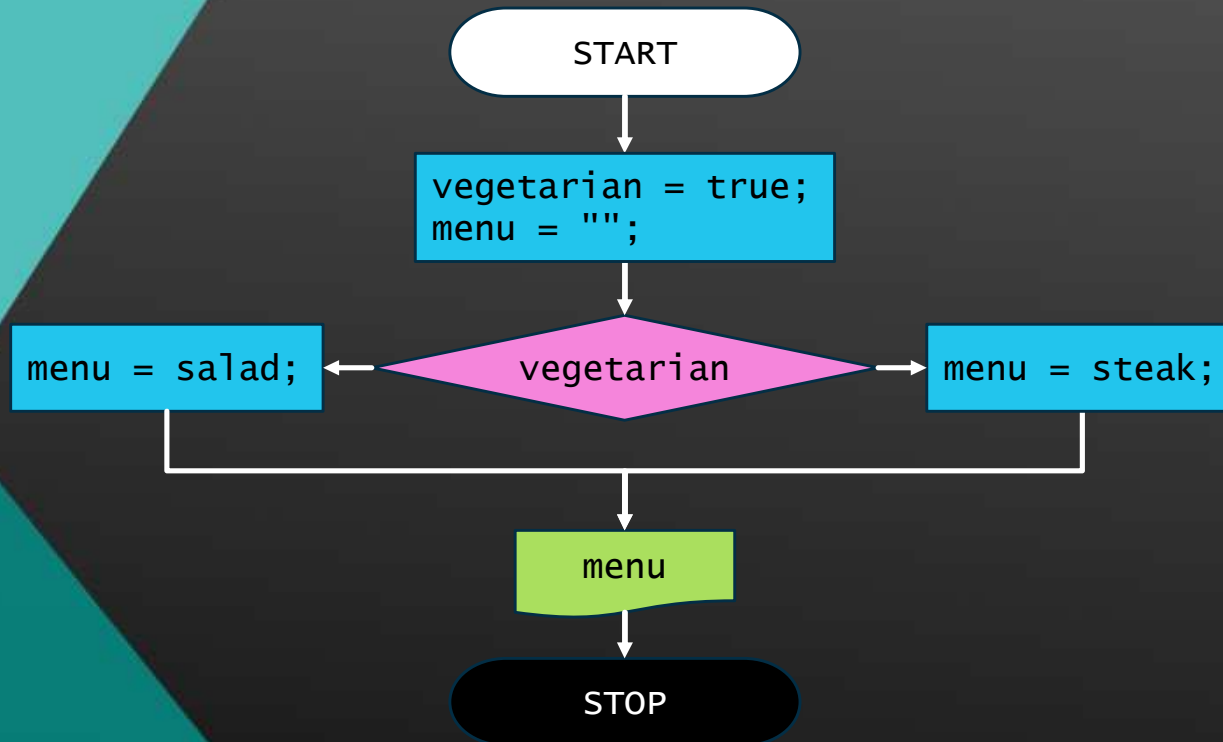 START
vegetarian = true;
menu = "";
menu = salad;
vegetarian
menu = steak;
menu
STOP